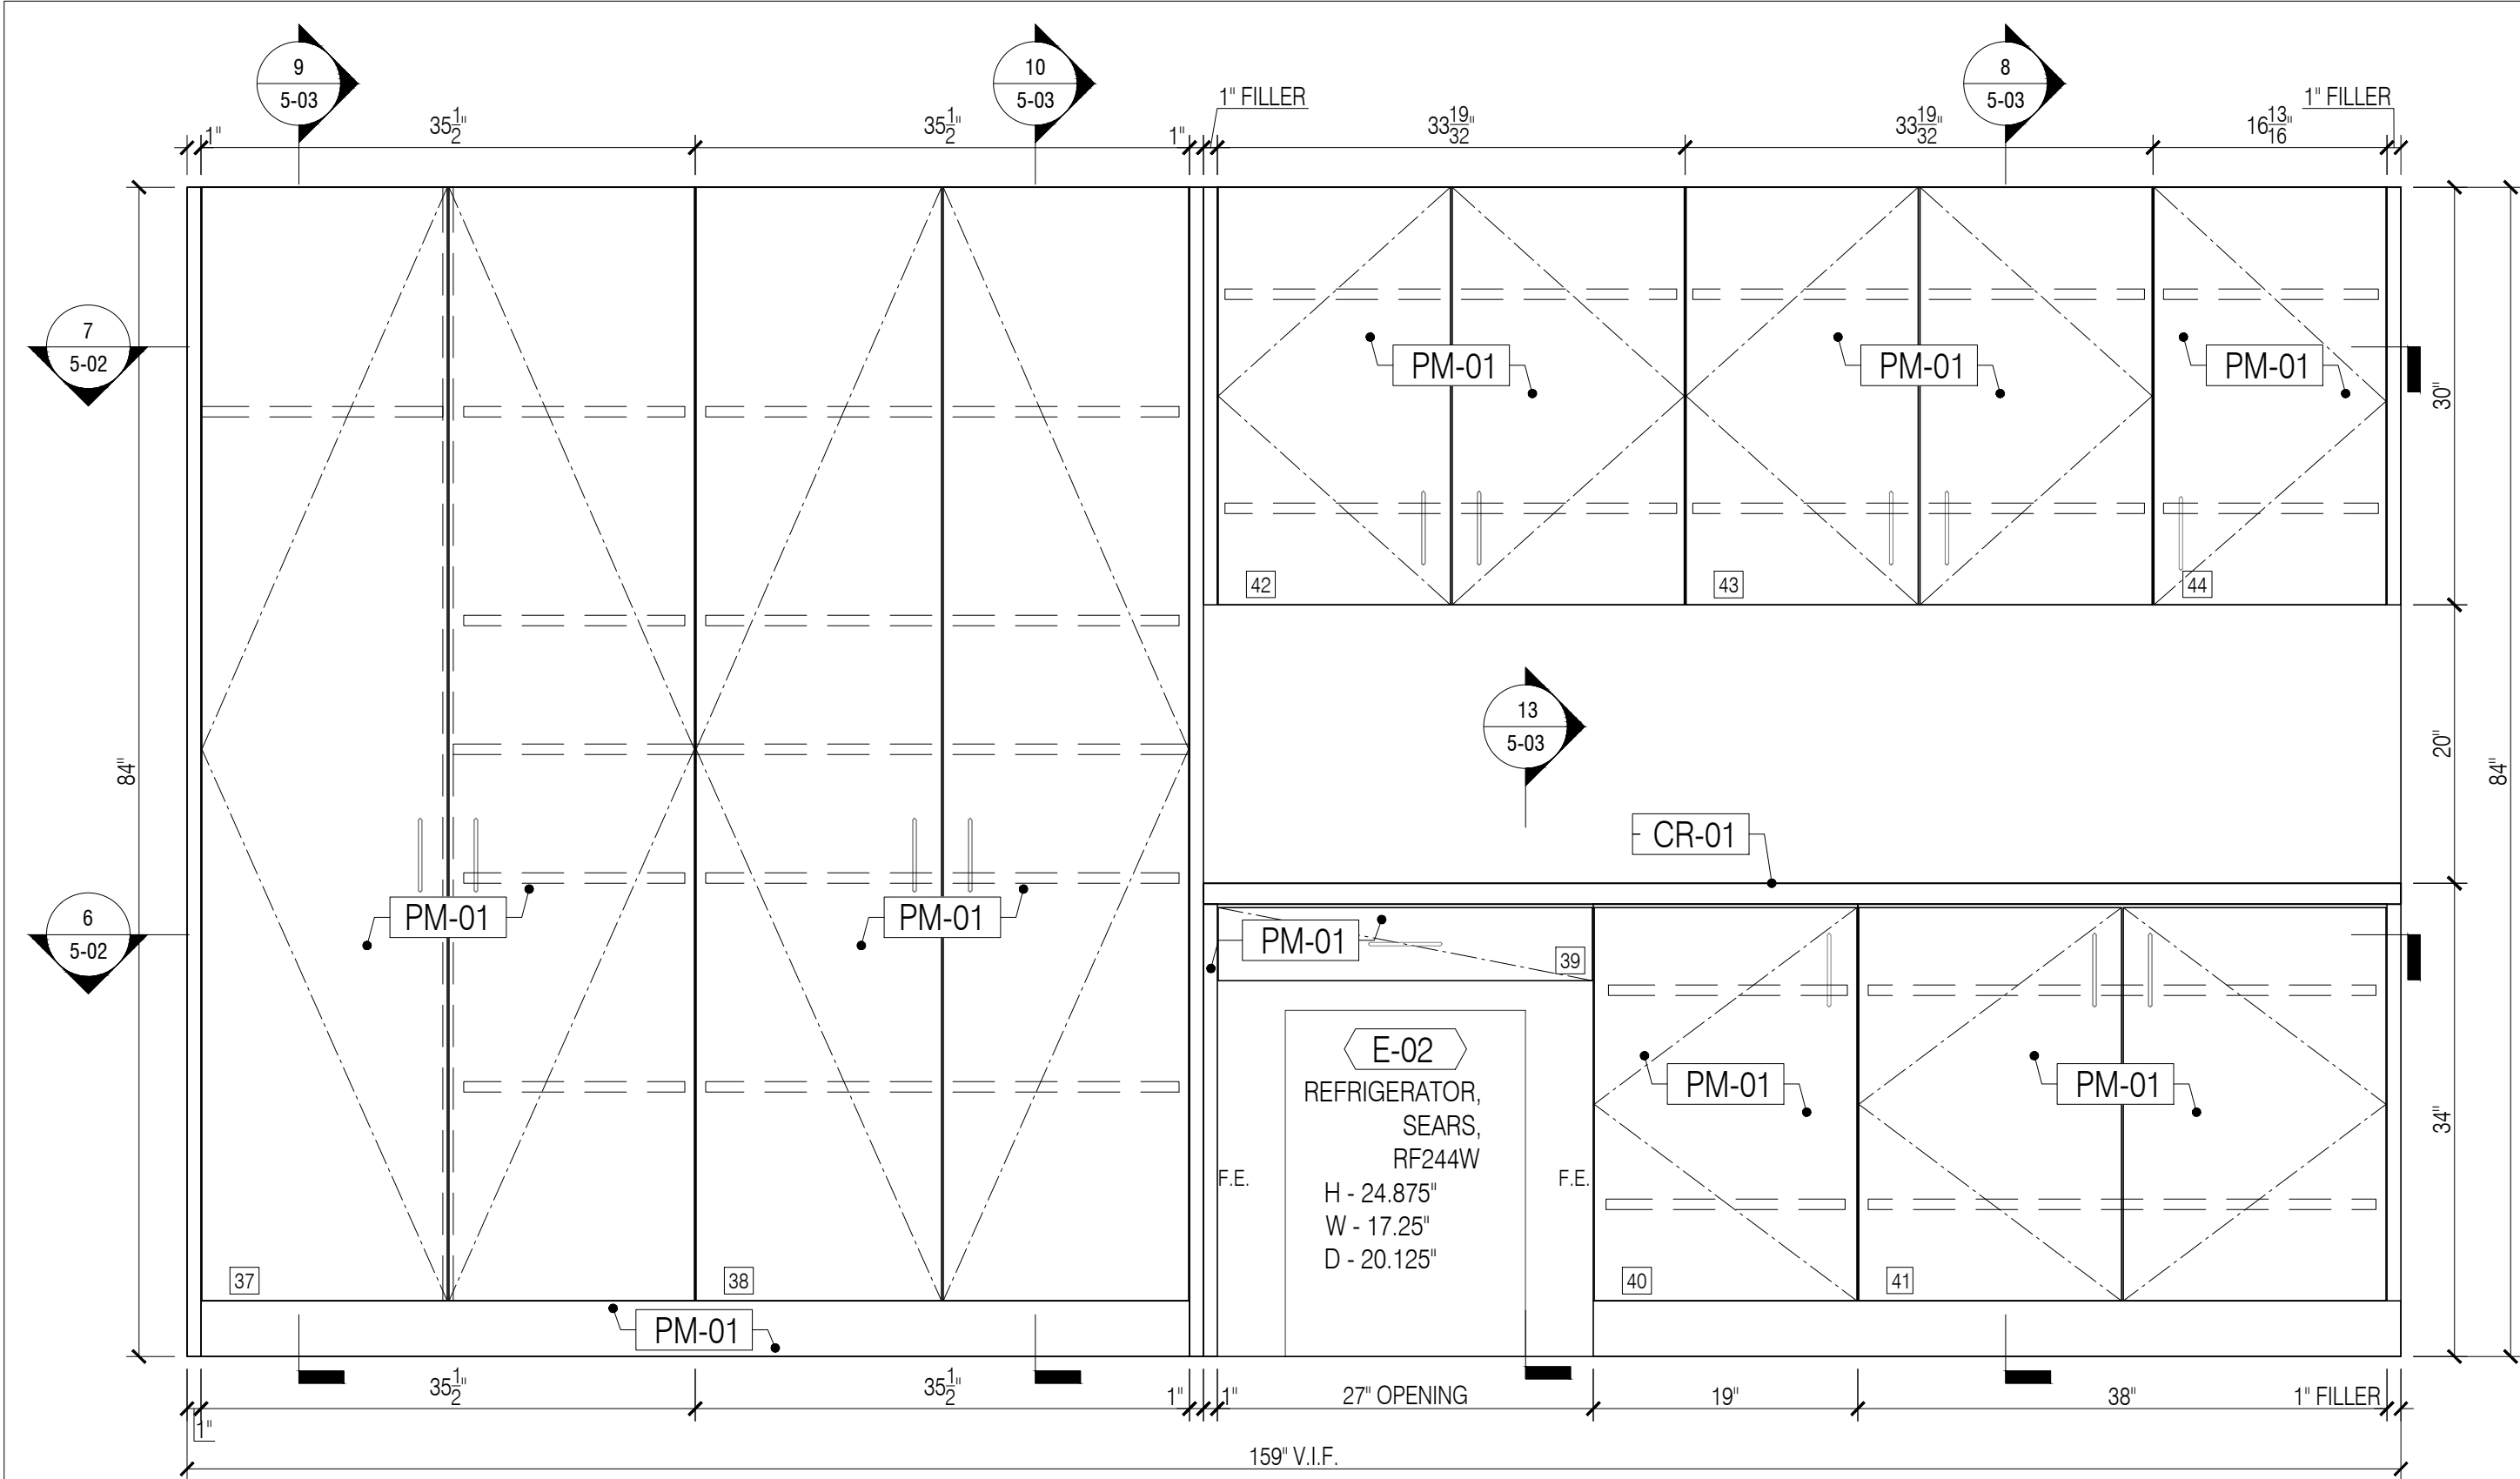 9
5-03
10
5-03
8
5-03
1" FILLER
1" FILLER
1"
35 1/2"
35 1/2"
1"
33 19/32"
33 19/32"
16 13/16"
7
5-02
PM-01
PM-01
PM-01
30"
42
43
44
13
5-03
84"
20"
84"
CR-01
6
5-02
PM-01
PM-01
PM-01
39
E-02
REFRIGERATOR,
SEARS,
RF244W
H - 24.875"
W - 17.25"
D - 20.125"
F.E.
F.E.
PM-01
PM-01
34"
37
38
40
41
PM-01
35 1/2"
35 1/2"
1"
1"
27" OPENING
19"
38"
1" FILLER
1"
159" V.I.F.